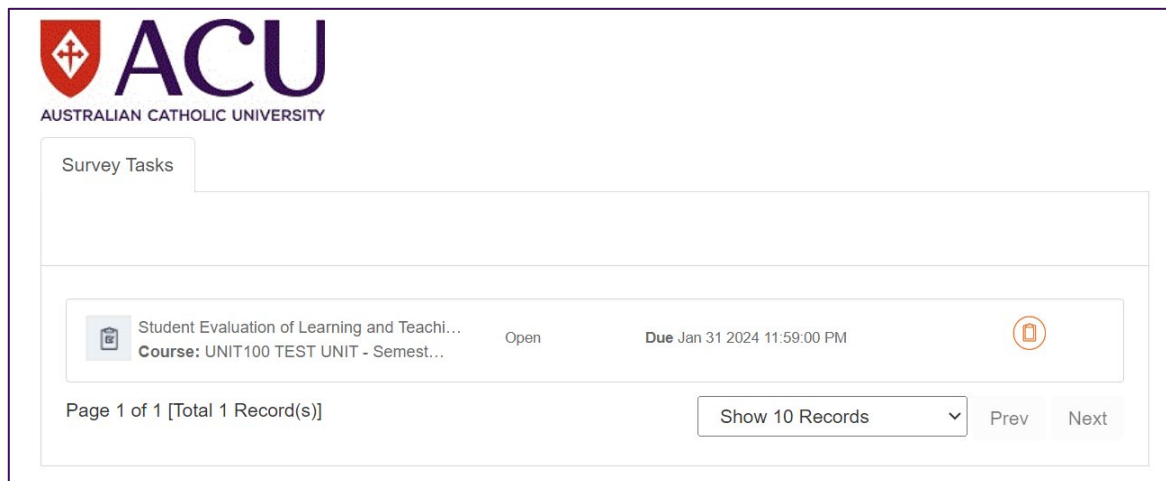 ACU
AUSTRALIAN CATHOLIC UNIVERSITY
Survey Tasks
Student Evaluation of Learning and Teachi...
Course: UNIT100 TEST UNIT - Semest...
Open
Due Jan 31 2024 11:59:00 PM
Page 1 of 1 [Total 1 Record(s)]
Show 10 Records
Prev
Next